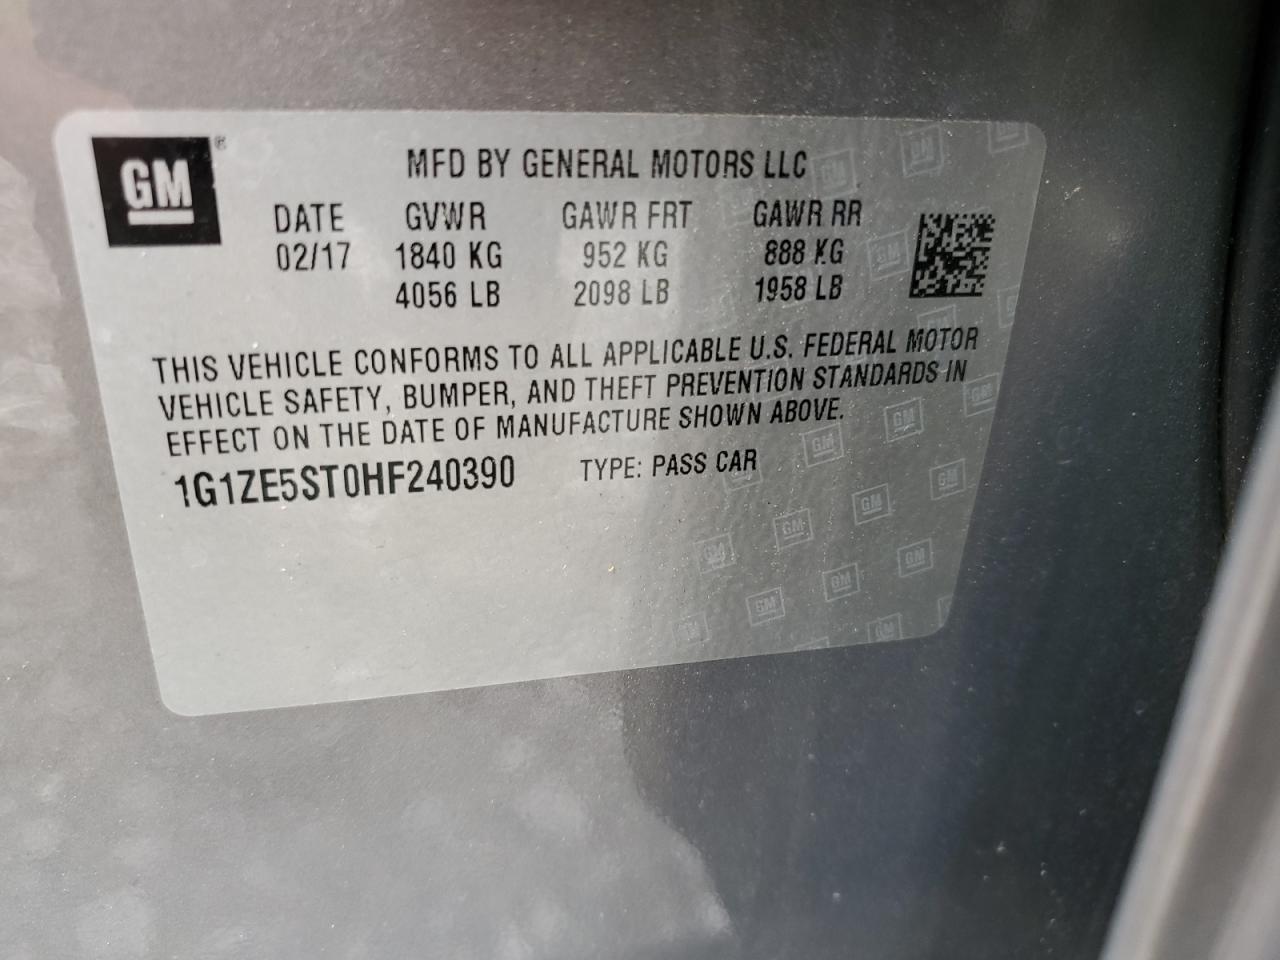 GM®
MFD BY GENERAL MOTORS LLC
DATE GVWR GAWR FRT GAWR RR
02/17 1840 KG 952 KG 888 KG
4056 LB 2098 LB 1958 LB
THIS VEHICLE CONFORMS TO ALL APPLICABLE U.S. FEDERAL MOTOR
VEHICLE SAFETY, BUMPER, AND THEFT PREVENTION STANDARDS IN
EFFECT ON THE DATE OF MANUFACTURE SHOWN ABOVE.
1G1ZE5ST0HF240390 TYPE: PASS CAR